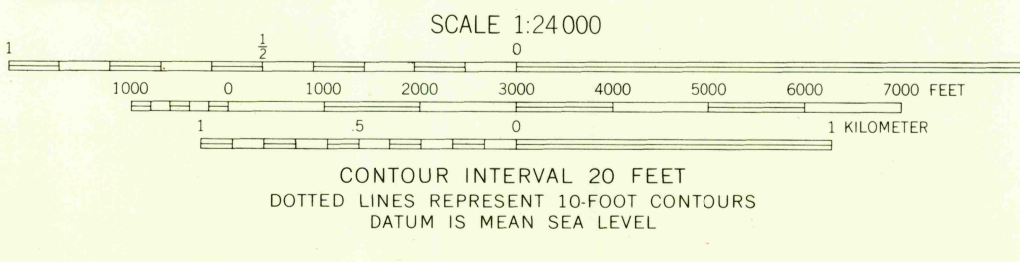 SCALE 1:24 000
1 1/2 0
1000 0 1000 2000 3000 4000 5000 6000 7000 FEET
1 .5 0 1 KILOMETER
CONTOUR INTERVAL 20 FEET
DOTTED LINES REPRESENT 10-FOOT CONTOURS
DATUM IS MEAN SEA LEVEL